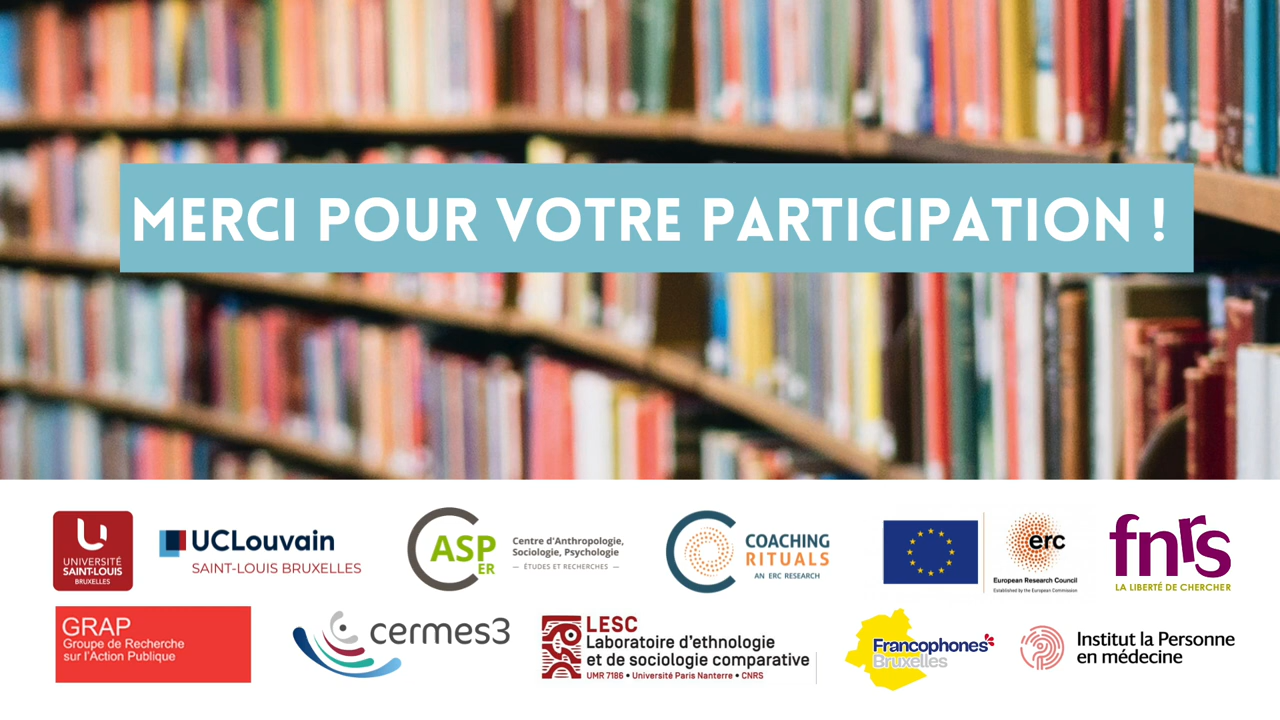 MERCI POUR VOTRE PARTICIPATION !
UNIVERSITÉ
SAINT-LOUIS
BRUXELLES
UCLouvain
SAINT-LOUIS BRUXELLES
CASPER
Centre d'Anthropologie,
Sociologie, Psychologie
— ÉTUDES ET RECHERCHES —
COACHING
RITUALS
AN ERC RESEARCH
erc
European Research Council
Established by the European Commission
fnrs
LA LIBERTÉ DE CHERCHER
GRAP
Groupe de Recherche
sur l'Action Publique
cermes3
LESC
Laboratoire d'ethnologie
et de sociologie comparative
UMR 7186 • Université Paris Nanterre • CNRS
Francophones
Bruxelles
Institut la Personne
en médecine